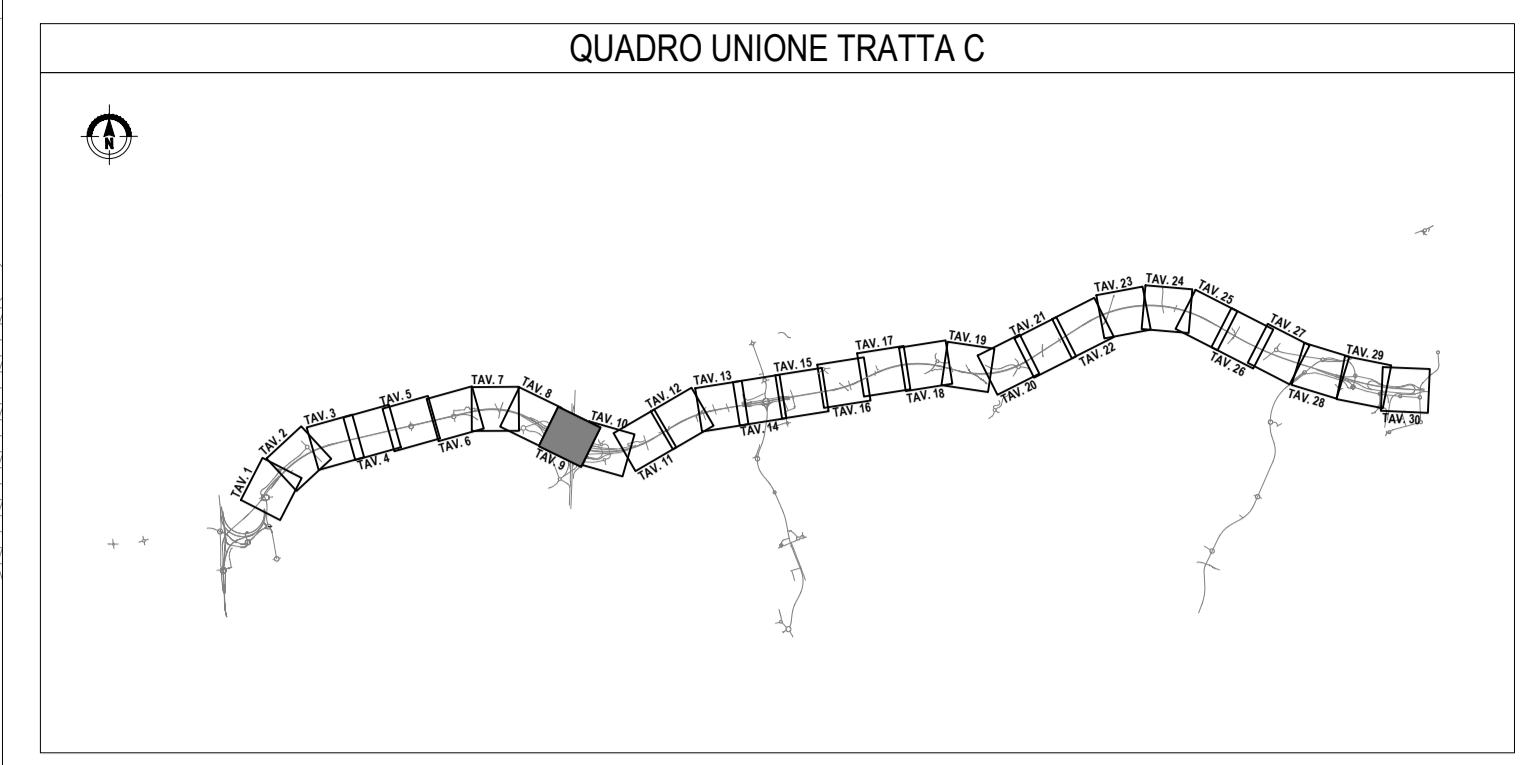 QUADRO UNIONE TRATTA C
N
TAV. 1
TAV. 2
TAV. 3
TAV. 4
TAV. 5
TAV. 6
TAV. 7
TAV. 8
TAV. 9
TAV. 10
TAV. 11
TAV. 12
TAV. 13
TAV. 14
TAV. 15
TAV. 16
TAV. 17
TAV. 18
TAV. 19
TAV. 20
TAV. 21
TAV. 22
TAV. 23
TAV. 24
TAV. 25
TAV. 26
TAV. 27
TAV. 28
TAV. 29
TAV. 30